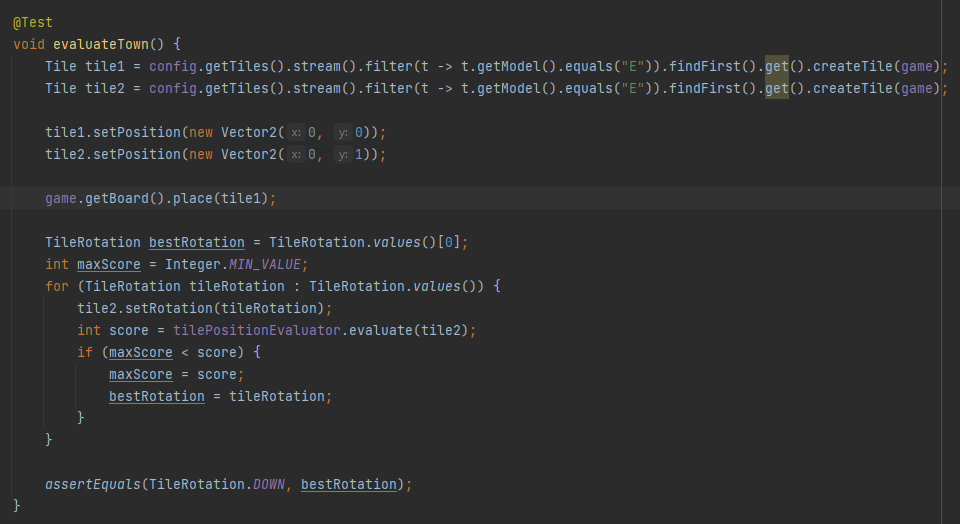 @Test
void evaluateTown() {
    Tile tile1 = config.getTiles().stream().filter(t -> t.getModel().equals("E")).findFirst().get().createTile(game);
    Tile tile2 = config.getTiles().stream().filter(t -> t.getModel().equals("E")).findFirst().get().createTile(game);
    tile1.setPosition(new Vector2( x: 0, y: 0));
    tile2.setPosition(new Vector2( x: 0, y: 1));
    game.getBoard().place(tile1);
    TileRotation bestRotation = TileRotation.values()[0];
    int maxScore = Integer.MIN_VALUE;
    for (TileRotation tileRotation : TileRotation.values()) {
        tile2.setRotation(tileRotation);
        int score = tilePositionEvaluator.evaluate(tile2);
        if (maxScore < score) {
            maxScore = score;
            bestRotation = tileRotation;
        }
    }
    assertEquals(TileRotation.DOWN, bestRotation);
}